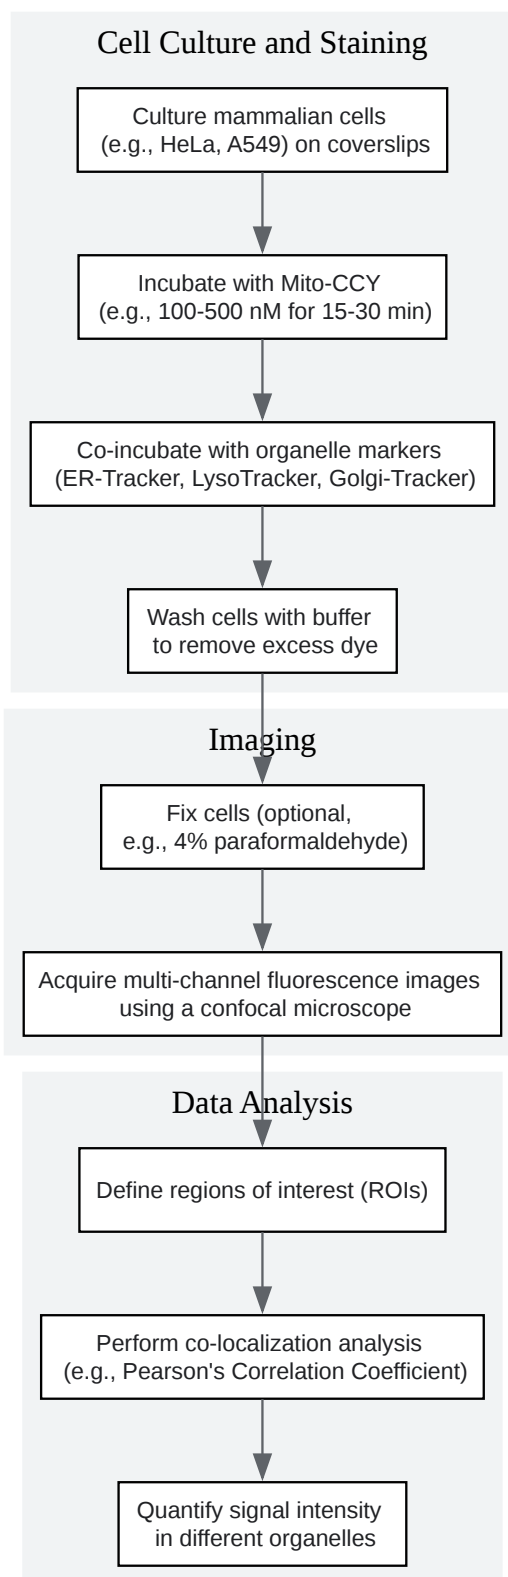 Cell Culture and Staining
Culture mammalian cells
(e.g., HeLa, A549) on coverslips
Incubate with Mito-CCY
(e.g., 100-500 nM for 15-30 min)
Co-incubate with organelle markers
(ER-Tracker, LysoTracker, Golgi-Tracker)
Wash cells with buffer
to remove excess dye
Imaging
Fix cells (optional,
e.g., 4% paraformaldehyde)
Acquire multi-channel fluorescence images
using a confocal microscope
Data Analysis
Define regions of interest (ROIs)
Perform co-localization analysis
(e.g., Pearson's Correlation Coefficient)
Quantify signal intensity
in different organelles